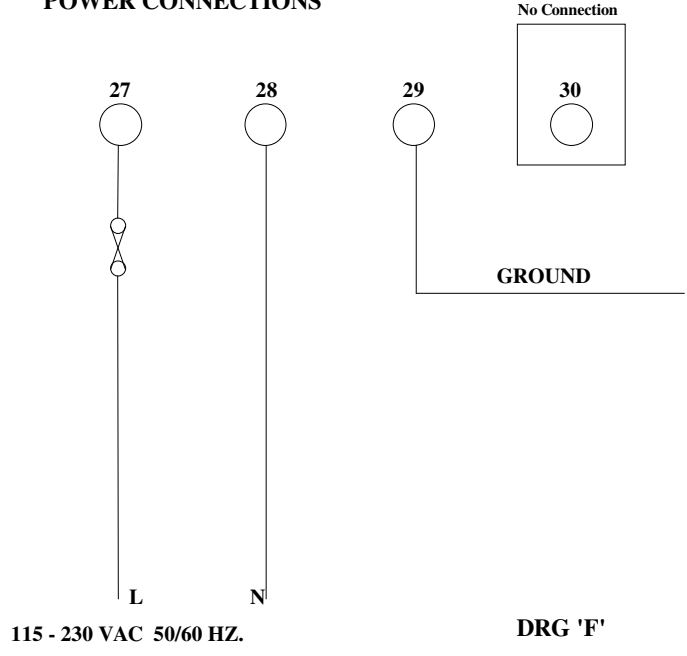 POWER CONNECTIONS
No Connection
27
28
29
30
GROUND
L
N
115 - 230 VAC 50/60 HZ.
DRG 'F'